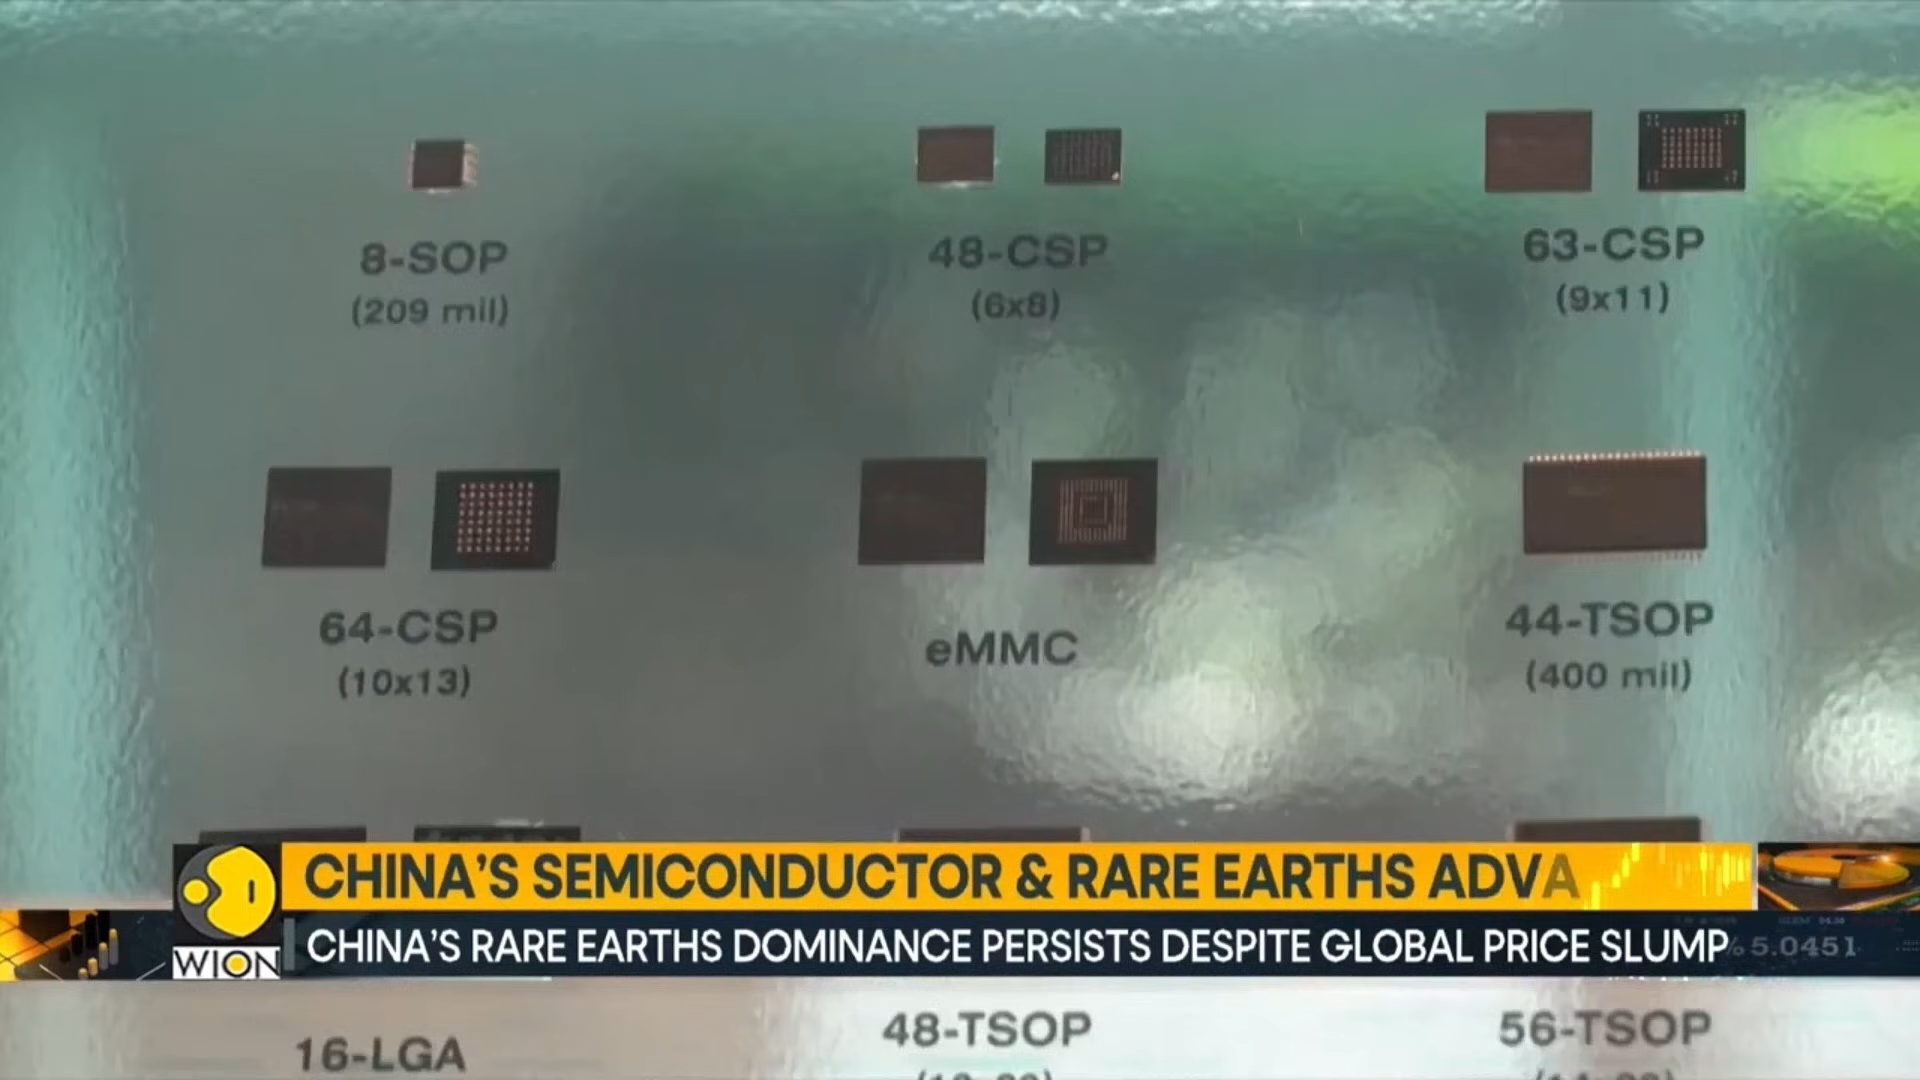 8-SOP
(209 mil)
48-CSP
(6x8)
63-CSP
(9x11)
64-CSP
(10x13)
eMMC
44-TSOP
(400 mil)
CHINA'S SEMICONDUCTOR & RARE EARTHS ADVA
CHINA'S RARE EARTHS DOMINANCE PERSISTS DESPITE GLOBAL PRICE SLUMP
% 5.0451
WION
16-LGA
48-TSOP
56-TSOP